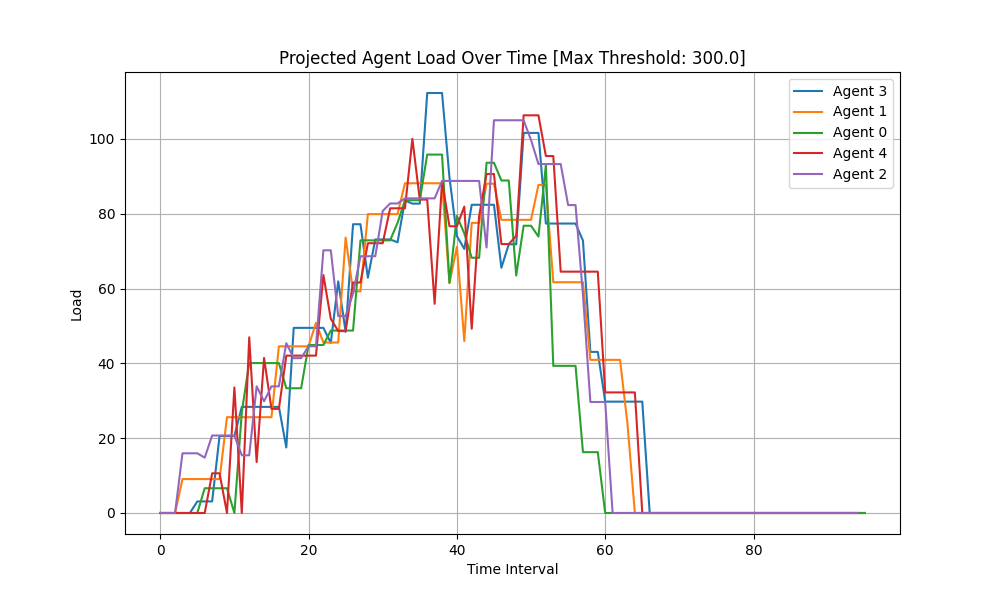 Projected Agent Load Over Time [Max Threshold: 300.0]
Agent 3
Agent 1
Agent 0
Agent 4
Agent 2
Load
100
80
60
40
20
0
0 20 40 60 80
Time Interval